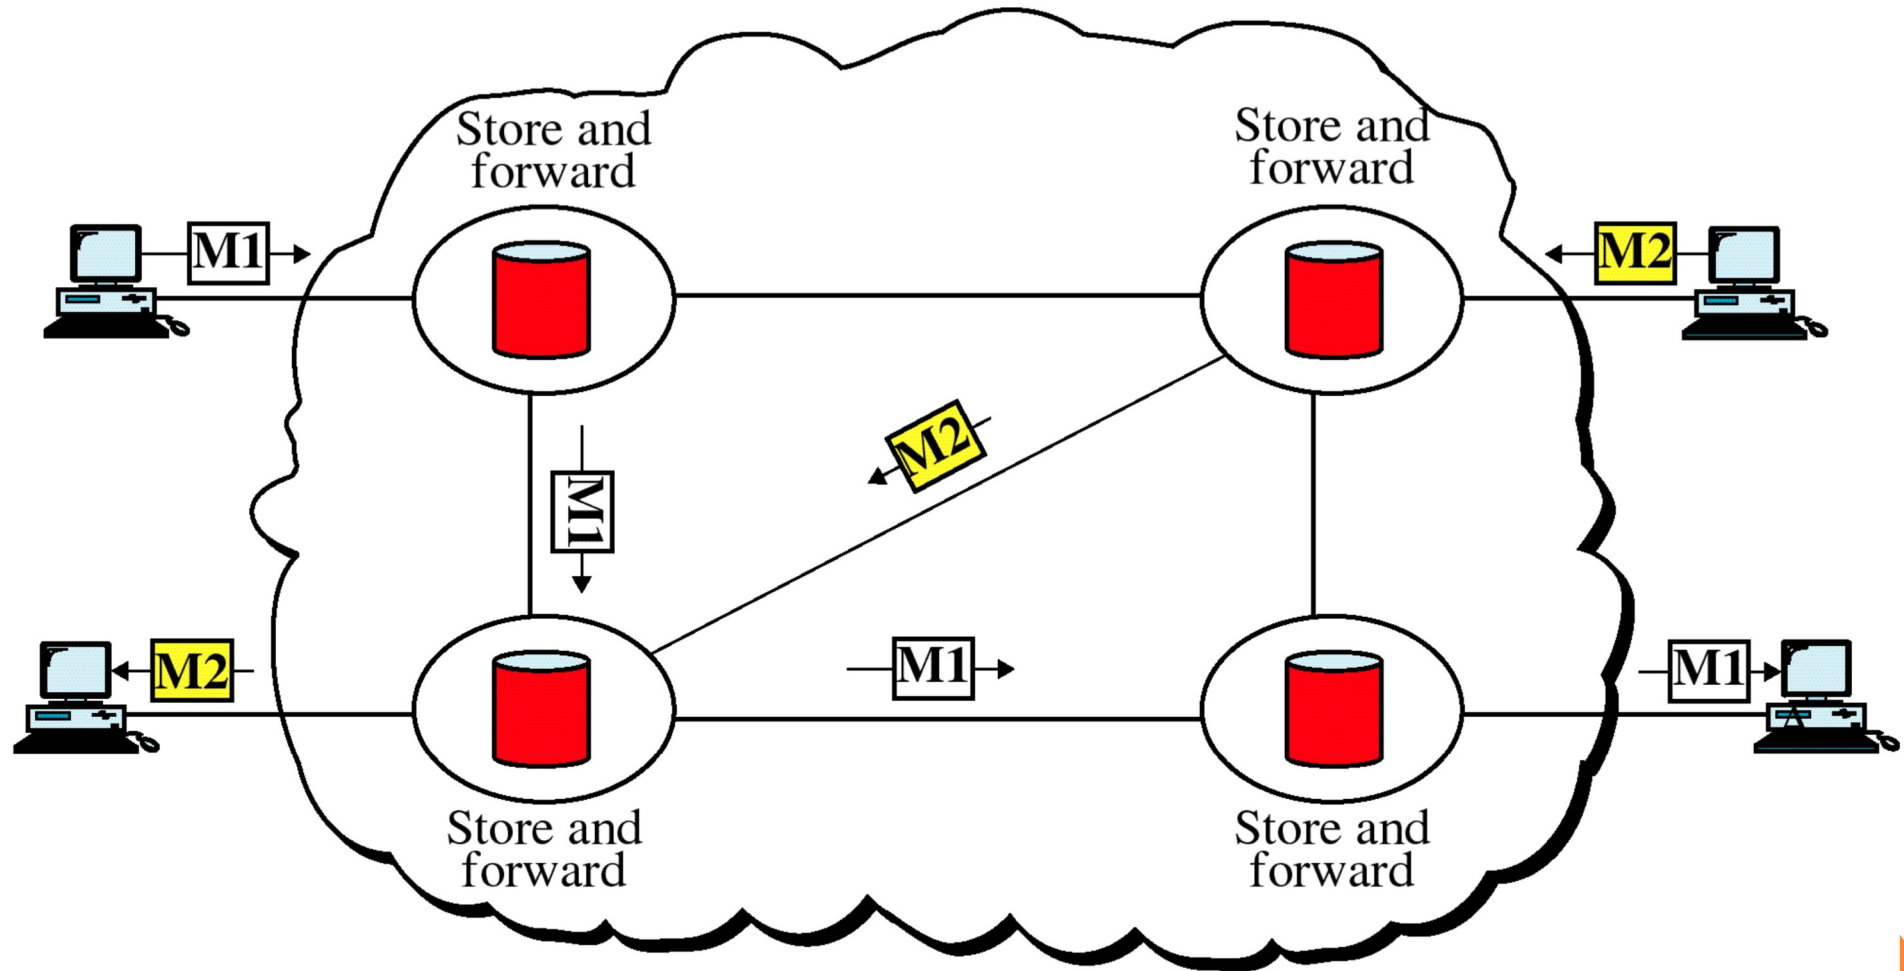 Store and
forward
Store and
forward
M1
M2
M2
M1
M2
M1
M1
A
Store and
forward
Store and
forward